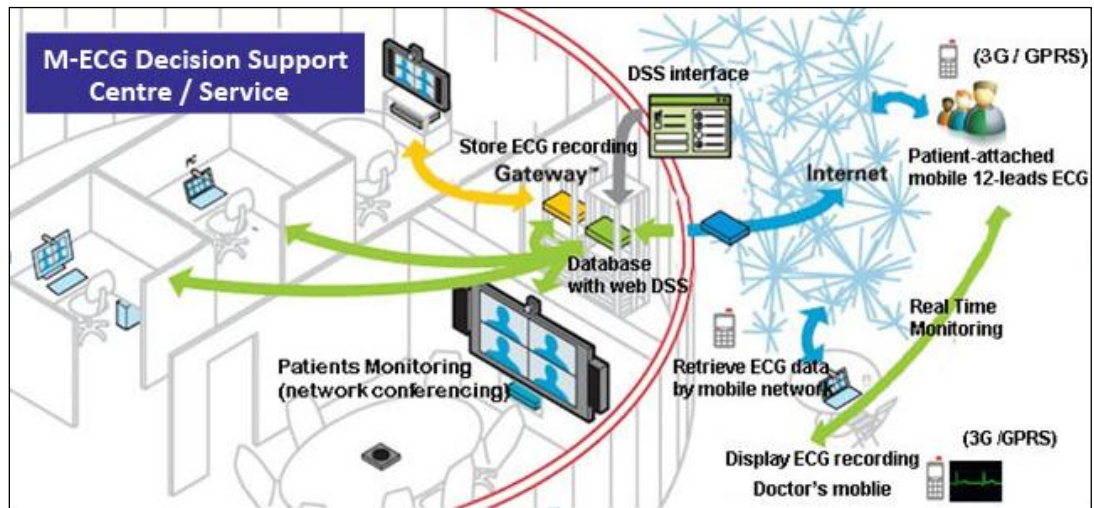 M-ECG Decision Support
Centre / Service
DSS interface
(3G / GPRS)
Store ECG recording
Gateway™
Internet
Patient-attached
mobile 12-leads ECG
Database
with web DSS
Real Time
Monitoring
Patients Monitoring
(network conferencing)
Retrieve ECG data
by mobile network
(3G /GPRS)
Display ECG recording
Doctor's moblie